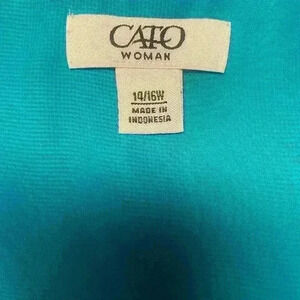 CATO
WOMAN
14/16W
MADE IN
INDONESIA